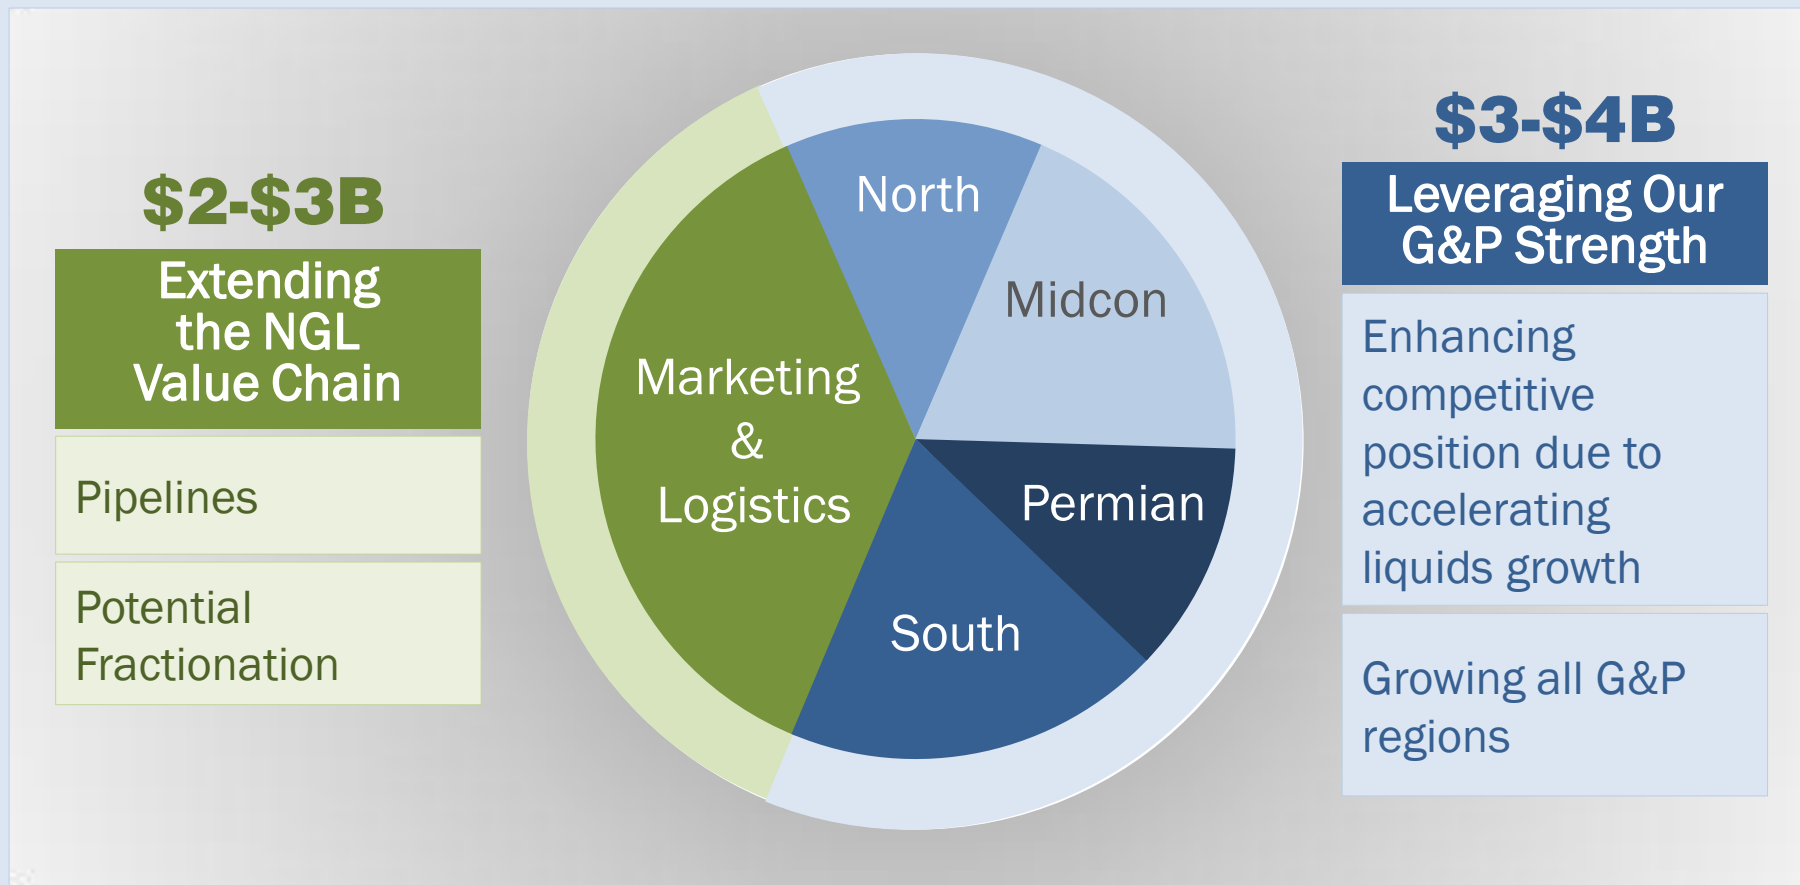 $2-$3B
Extending
the NGL
Value Chain
Pipelines
Potential
Fractionation
North
Midcon
Marketing
&
Logistics
Permian
South
$3-$4B
Leveraging Our
G&P Strength
Enhancing
competitive
position due to
accelerating
liquids growth
Growing all G&P
regions